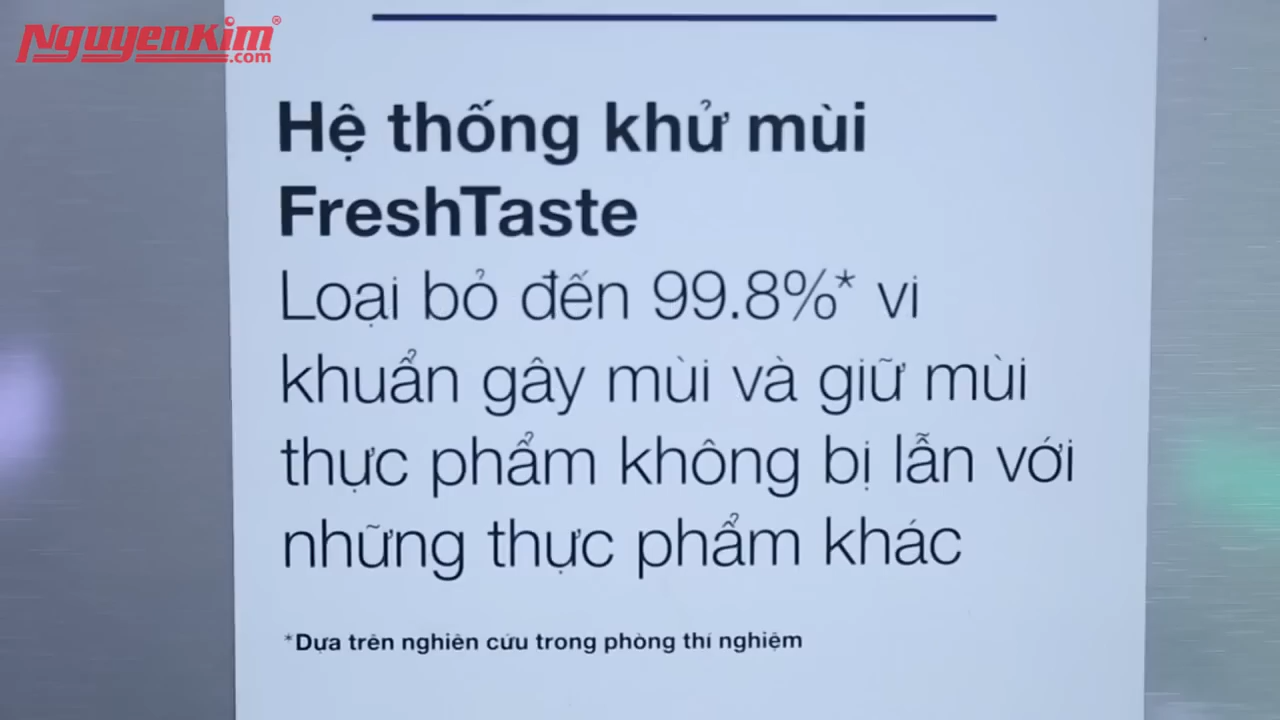 NguyenKim®
.com
Hệ thống khử mùi
FreshTaste
Loại bỏ đến 99.8%* vi
khuẩn gây mùi và giữ mùi
thực phẩm không bị lẫn với
những thực phẩm khác
*Dựa trên nghiên cứu trong phòng thí nghiệm